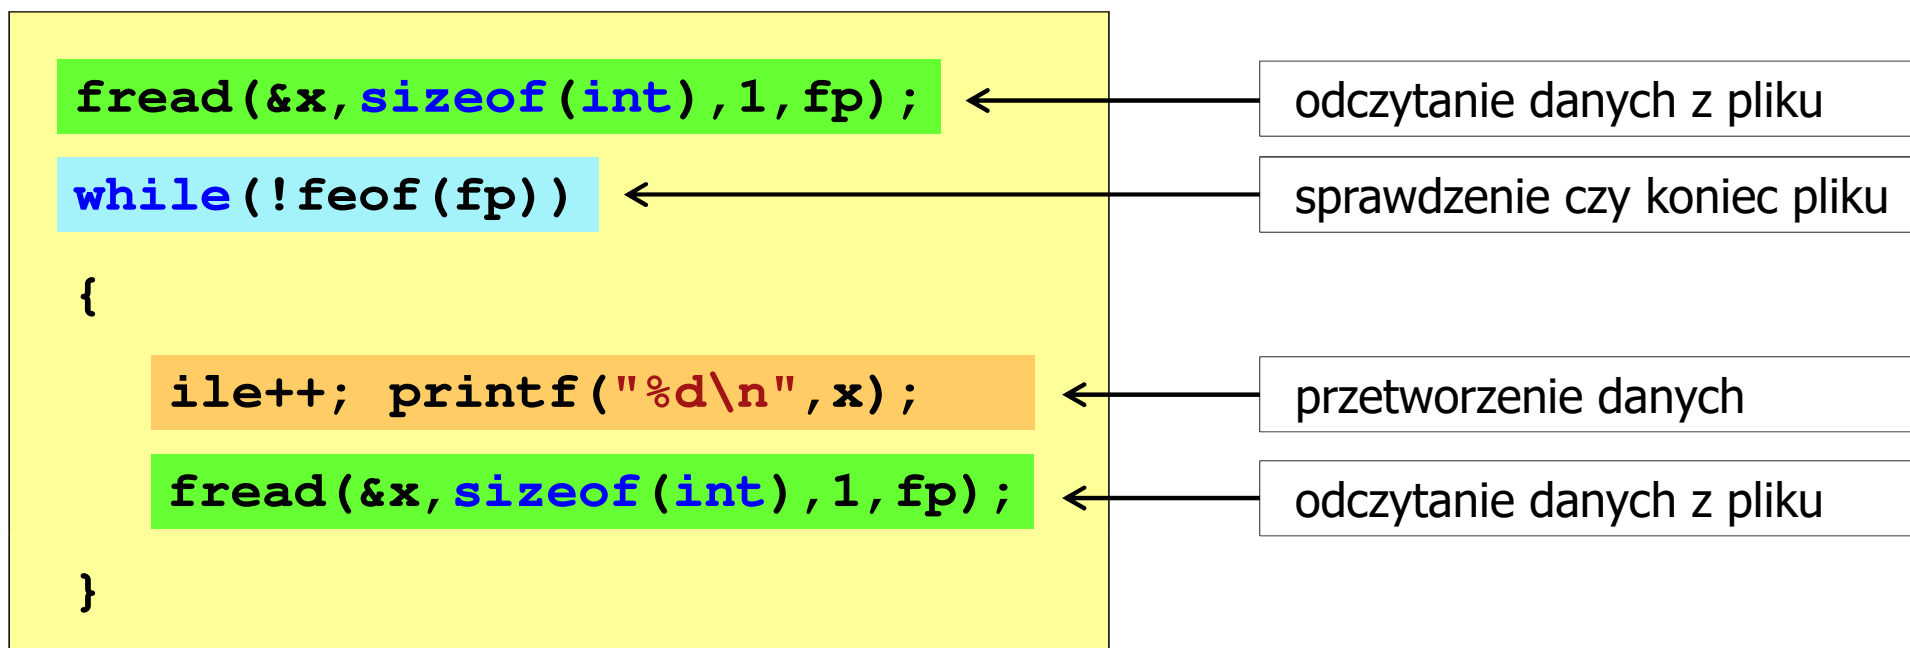 fread(&x,sizeof(int),1,fp);
odczytanie danych z pliku
while(!feof(fp))
sprawdzenie czy koniec pliku
{
ile++; printf("%d\n",x);
przetworzenie danych
fread(&x,sizeof(int),1,fp);
odczytanie danych z pliku
}